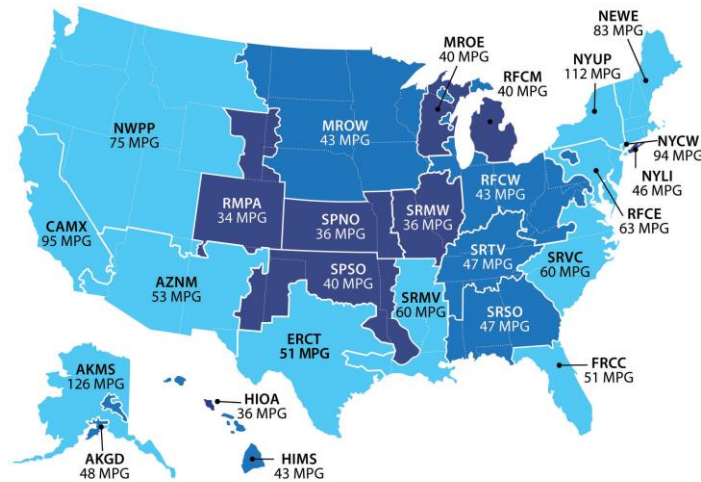 NEWE
83 MPG
NYUP
112 MPG
MROE
40 MPG
RFCM
40 MPG
NWPP
75 MPG
MROW
43 MPG
NYCW
94 MPG
NYLI
46 MPG
RFCW
43 MPG
RFCE
63 MPG
RMPA
34 MPG
SPNO
36 MPG
SRMW
36 MPG
CAMX
95 MPG
SRTV
47 MPG
SRVC
60 MPG
AZNM
53 MPG
SPSO
40 MPG
SRMV
60 MPG
SRSO
47 MPG
ERCT
51 MPG
FRCC
51 MPG
AKMS
126 MPG
HIOA
36 MPG
AKGD
48 MPG
HIMS
43 MPG